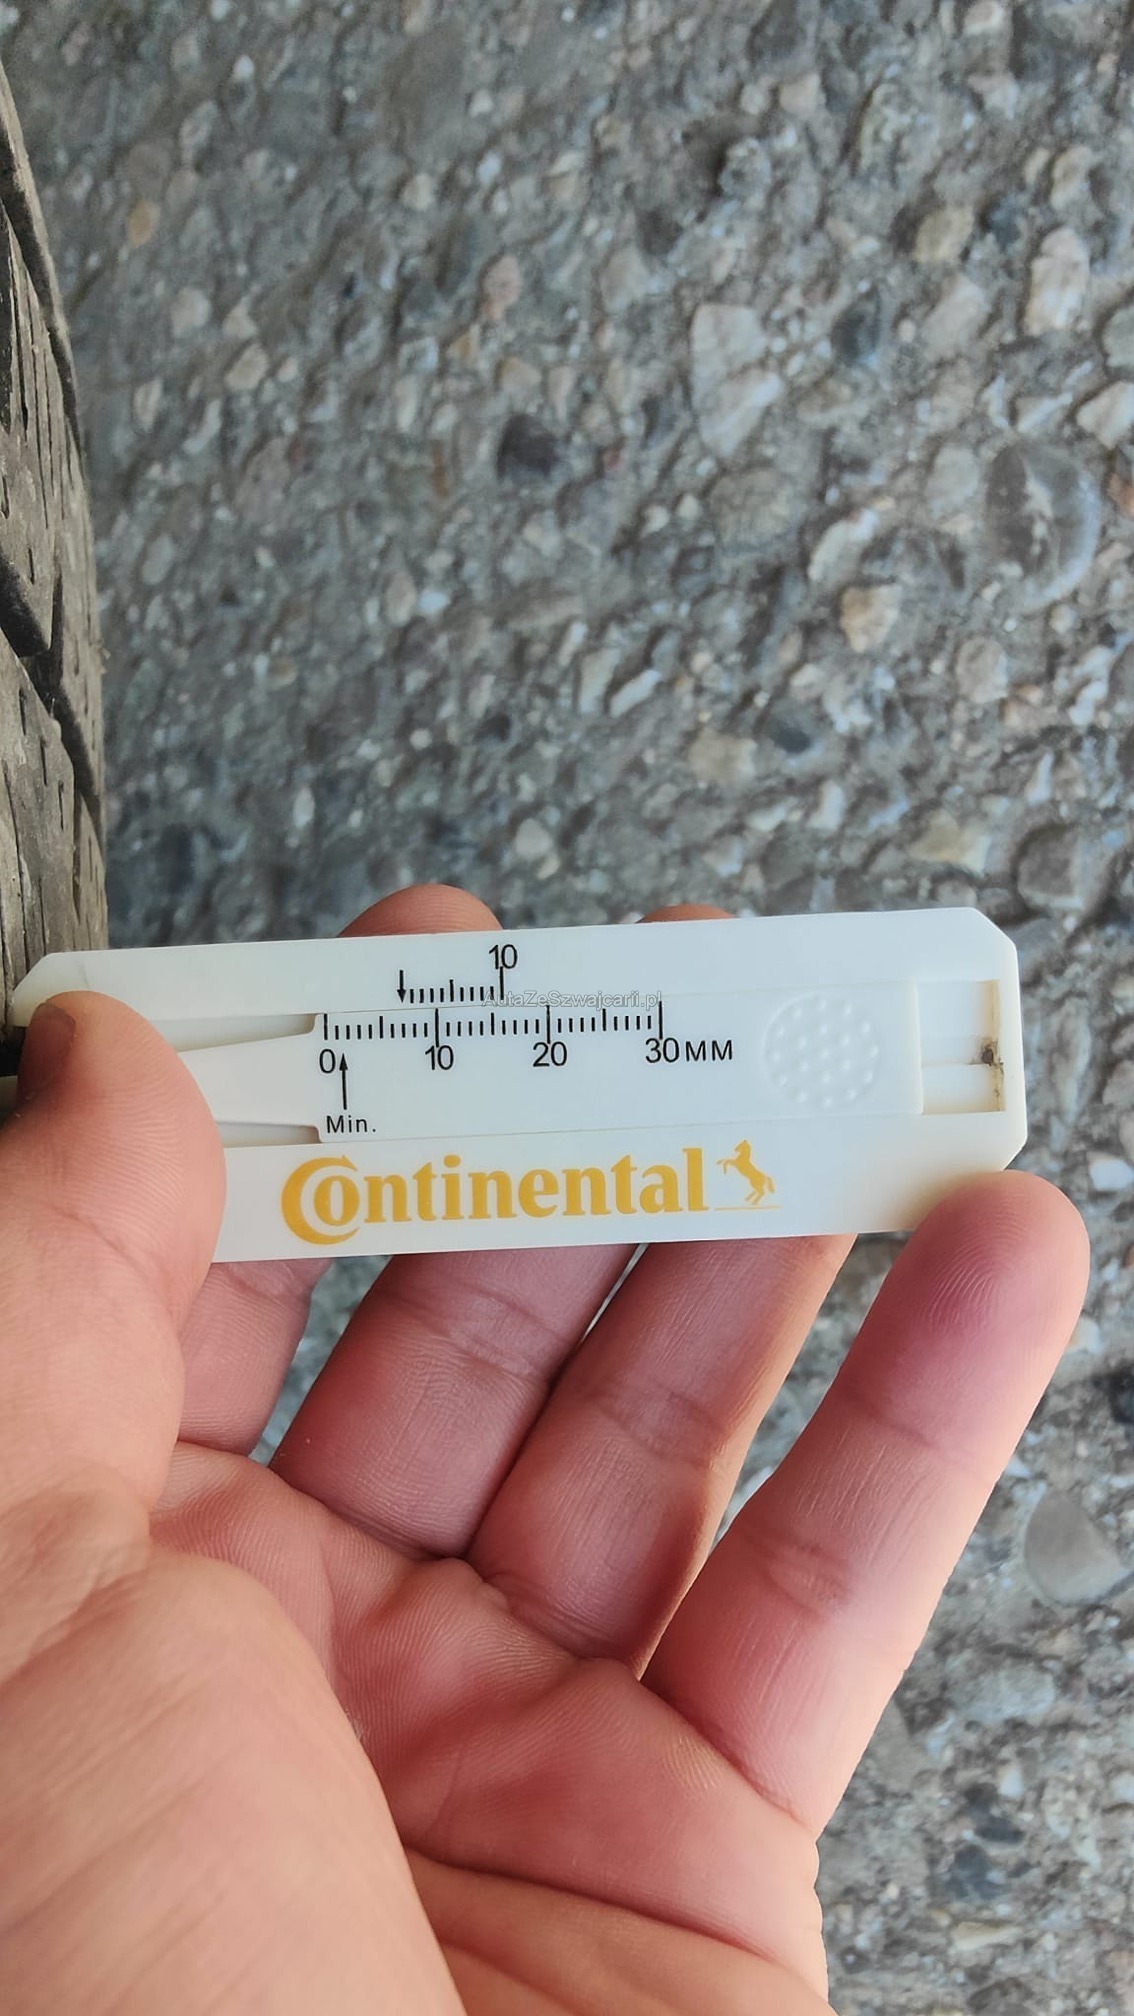 10
AutaZeSzwajcarii.pl
0 10 20 30MM
Min.
Continental